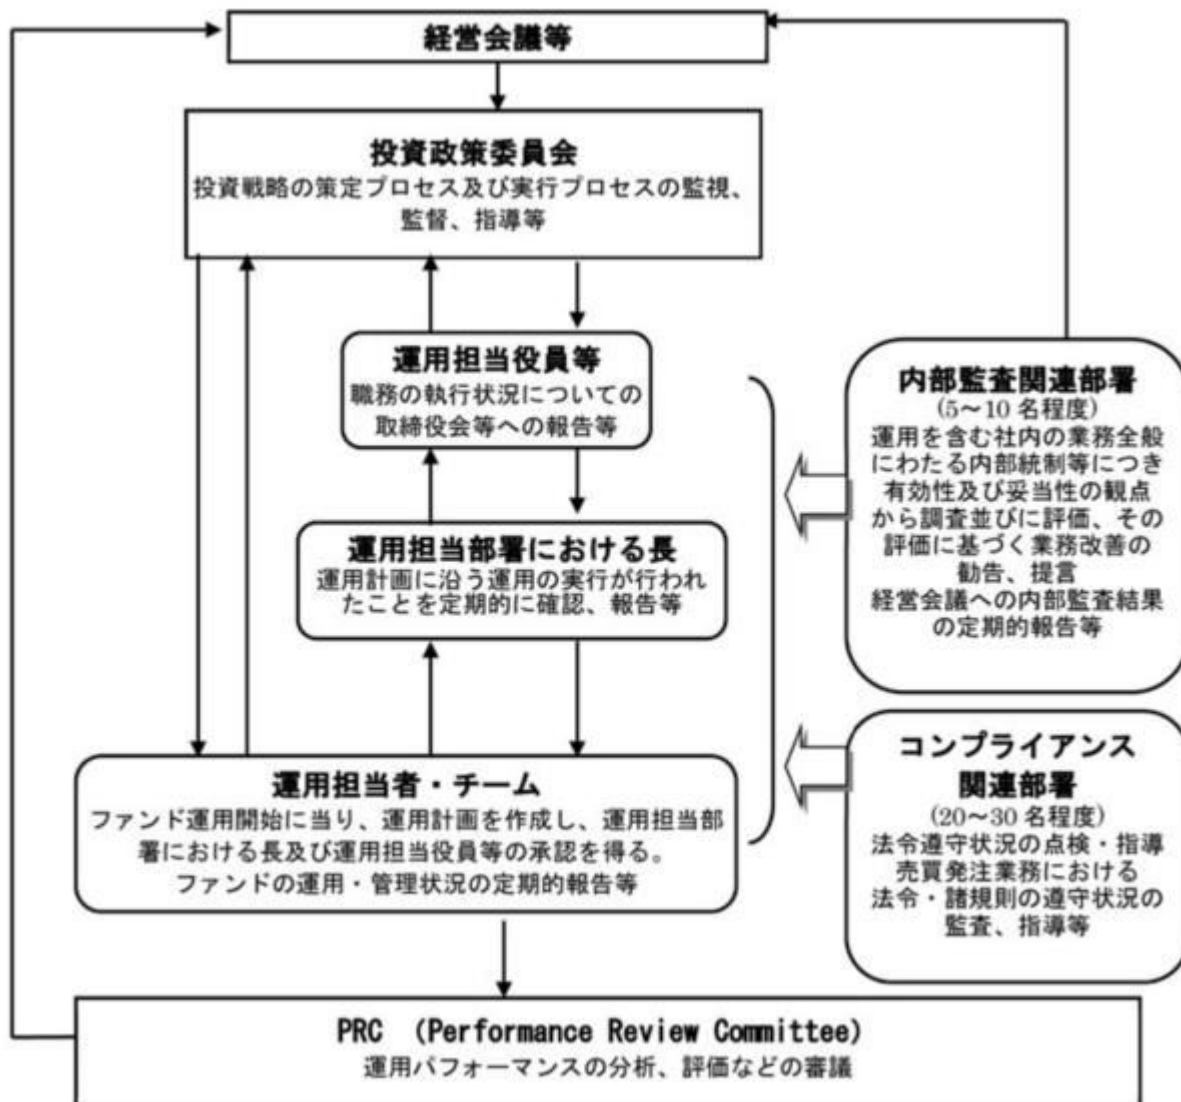 経営会議等
投資政策委員会
投資戦略の策定プロセス及び実行プロセスの監視、
監督、指導等
運用担当役員等
職務の執行状況についての
取締役会等への報告等
運用担当部署における長
運用計画に沿う運用の実行が行われ
たことを定期的に確認、報告等
運用担当者・チーム
ファンド運用開始に当り、運用計画を作成し、運用担当部
署における長及び運用担当役員等の承認を得る。
ファンドの運用・管理状況の定期的報告等
内部監査関連部署
(5～10 名程度)
運用を含む社内の業務全般
にわたる内部統制等につき
有効性及び妥当性の観点
から調査並びに評価、その
評価に基づく業務改善の
勧告、提言
経営会議への内部監査結果
の定期的報告等
コンプライアンス
関連部署
(20～30 名程度)
法令遵守状況の点検・指導
売買発注業務における
法令・諸規則の遵守状況の
監査、指導等
PRC （Performance Review Committee）
運用パフォーマンスの分析、評価などの審議